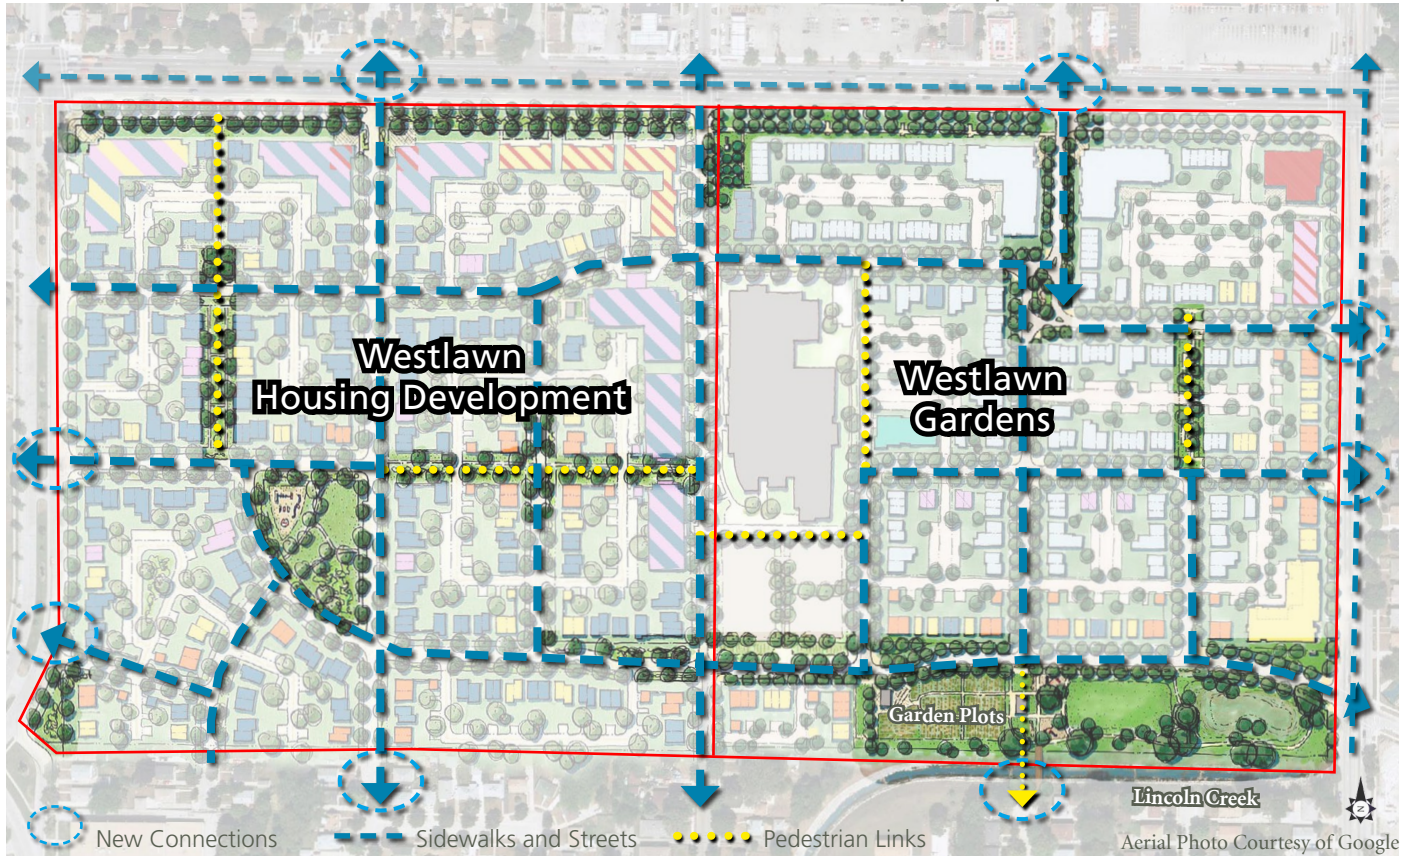 Westlawn
Housing Development
Westlawn
Gardens
Garden Plots
Lincoln Creek
N
New Connections
Sidewalks and Streets
Pedestrian Links
Aerial Photo Courtesy of Google